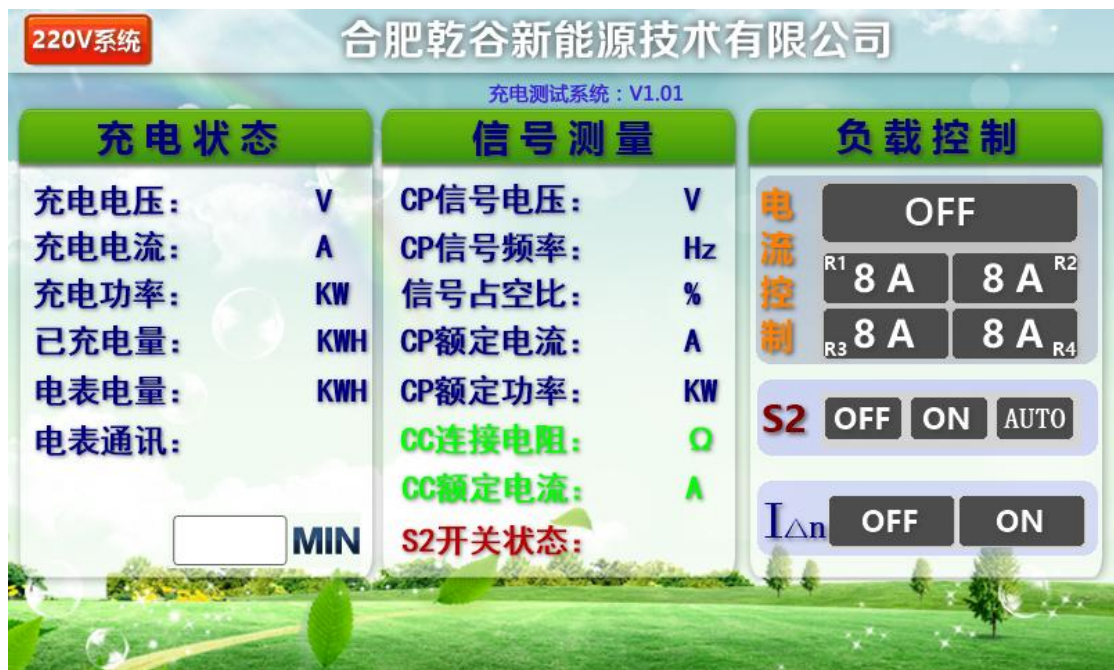 220V系统
合肥乾谷新能源技术有限公司
充电测试系统：V1.01
充电状态
充电电压： V
充电电流： A
充电功率： KW
已充电量： KWH
电表电量： KWH
电表通讯：
MIN
信号测量
CP信号电压： V
CP信号频率： Hz
信号占空比： %
CP额定电流： A
CP额定功率： KW
CC连接电阻： Ω
CC额定电流： A
S2开关状态：
负载控制
电流控制
OFF
R1 8 A 8 A R2
R3 8 A 8 A R4
S2 OFF ON AUTO
I△n OFF ON